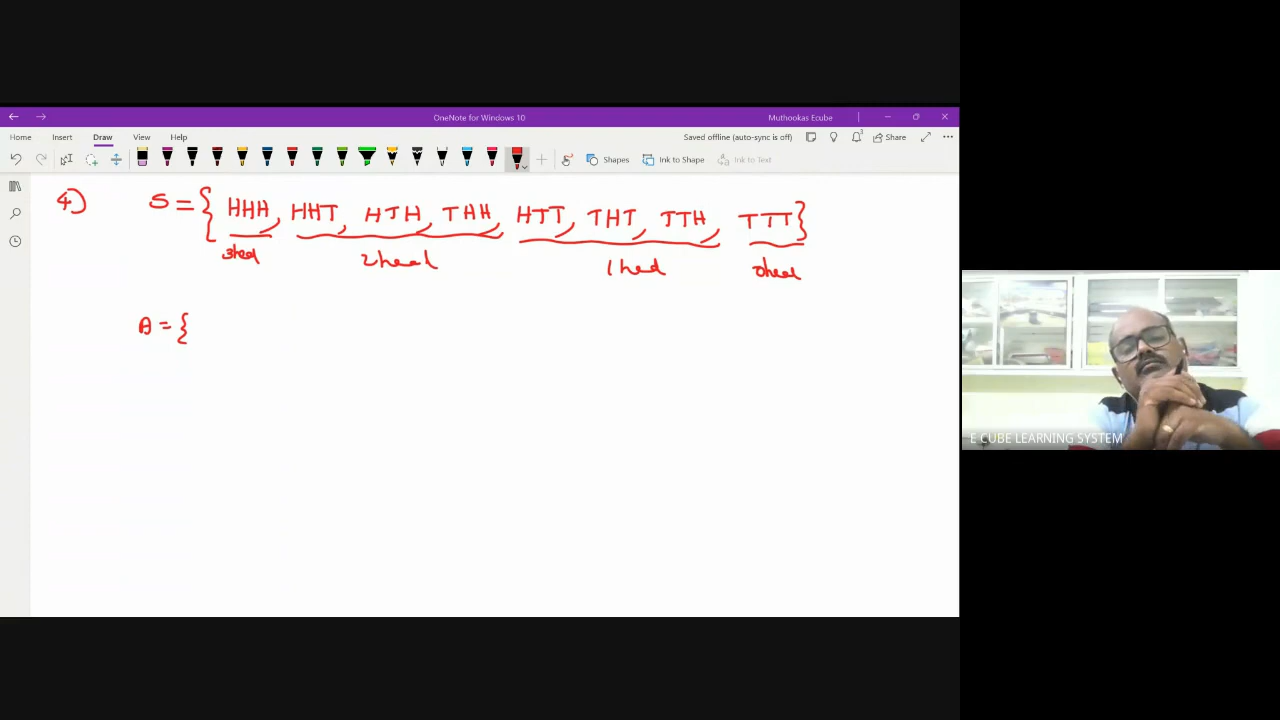 OneNote for Windows 10
Muthookas Ecube
Home Insert Draw View Help
Saved offline (auto-sync is off)
Share
Shapes
Ink to Shape
Ink to Text
4) S = { HHH, HHT, HTH, THH, HTT, THT, TTH, TTT}
3hed 2head 1hed 0head
A = {
E CUBE LEARNING SYSTEM